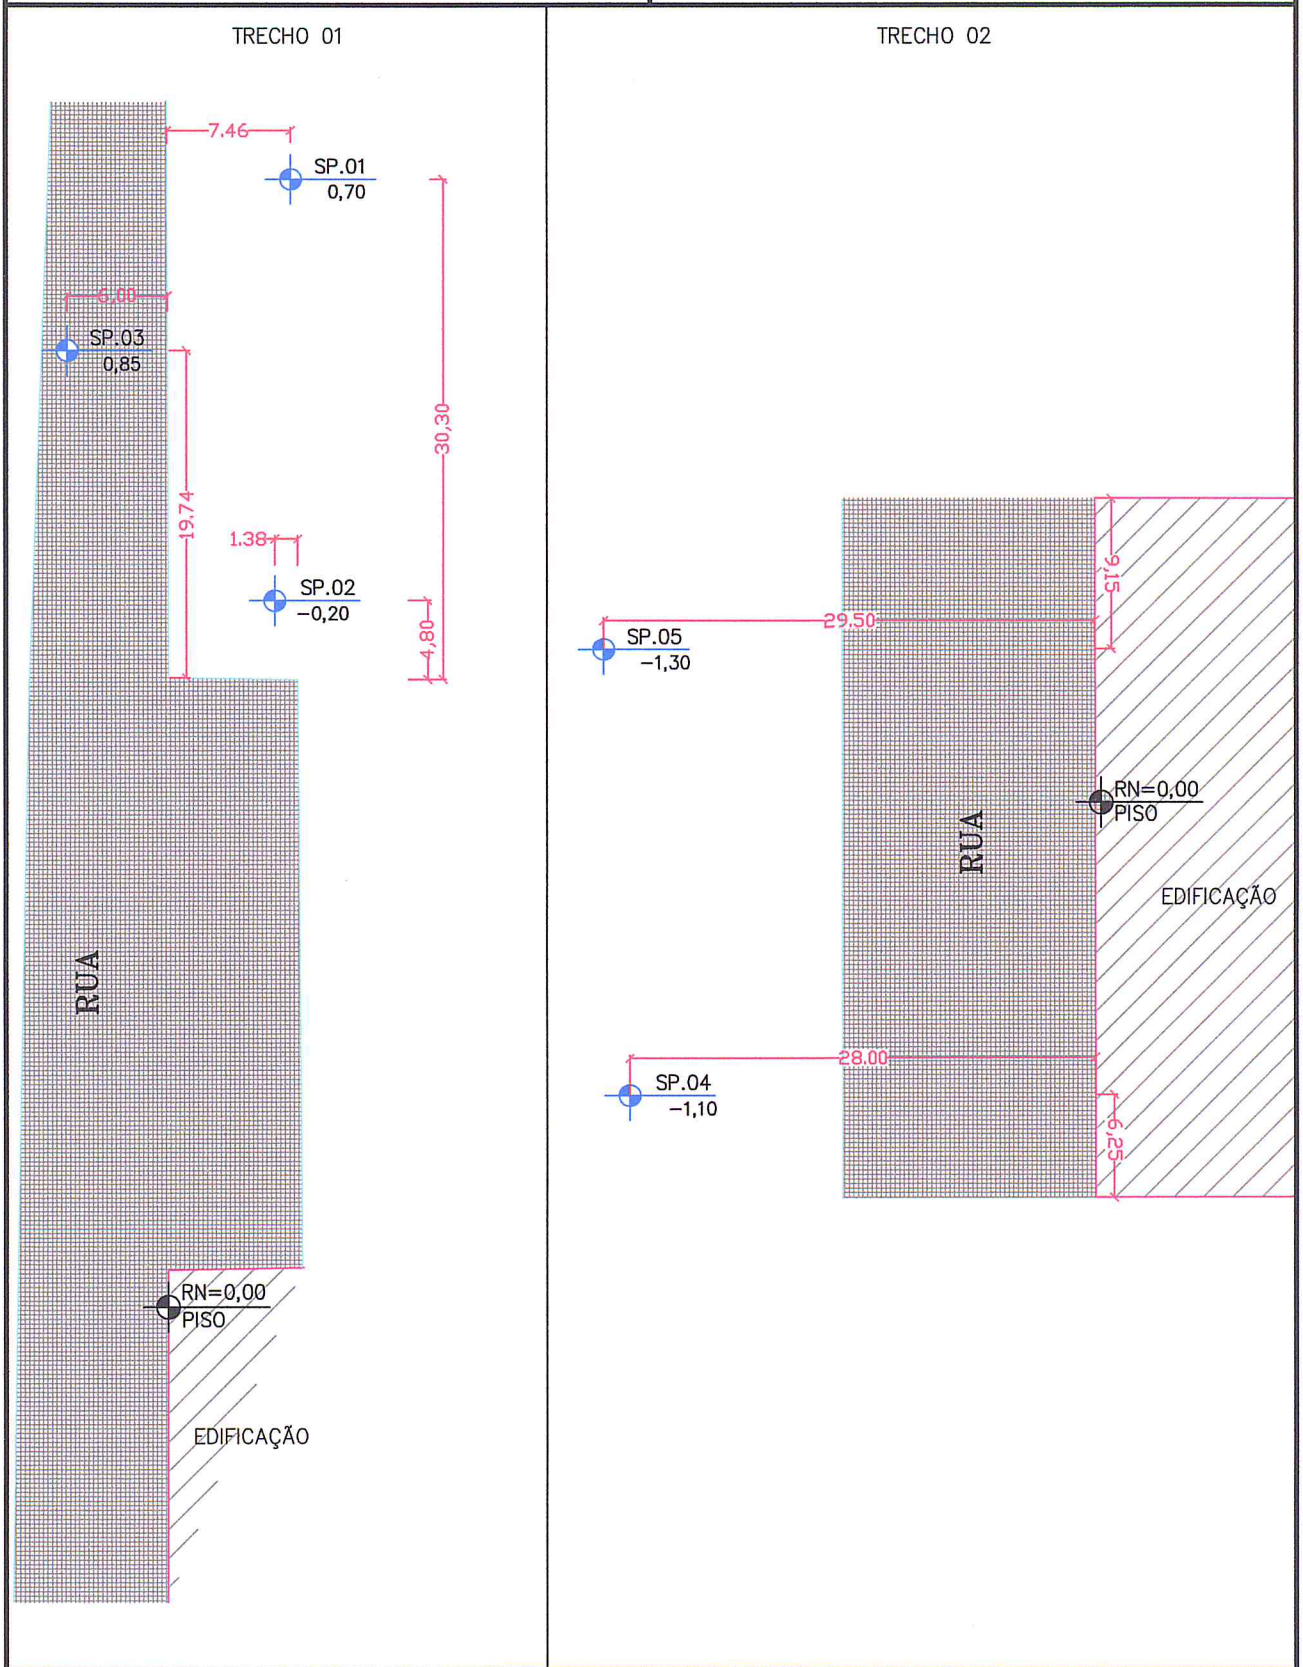 TRECHO 01
7.46
SP.01
0,70
6,00
SP.03
0,85
30,30
19.74
1.38
SP.02
-0,20
4,80
RUA
RN=0,00
PISO
EDIFICAÇÃO
TRECHO 02
9,15
29.50
SP.05
-1,30
RN=0,00
PISO
RUA
EDIFICAÇÃO
28.00
SP.04
-1,10
6,25